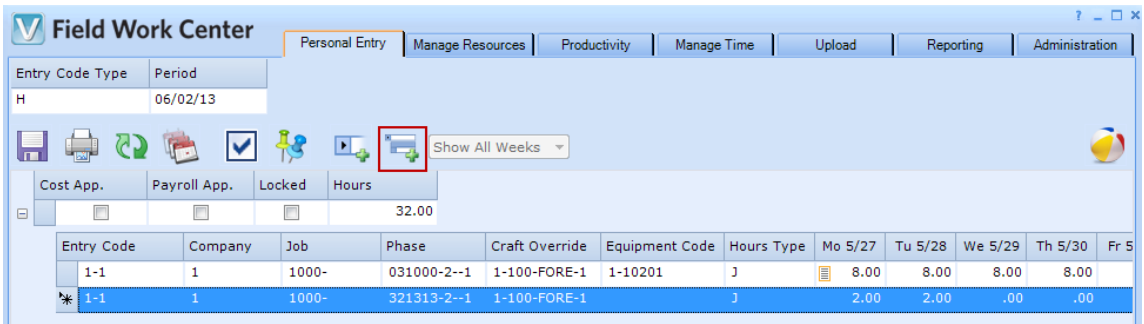 ? _ □ ×
V Field Work Center
Personal Entry Manage Resources Productivity Manage Time Upload Reporting Administration
Entry Code Type Period
H 06/02/13
Show All Weeks
Cost App. Payroll App. Locked Hours
32.00
Entry Code Company Job Phase Craft Override Equipment Code Hours Type Mo 5/27 Tu 5/28 We 5/29 Th 5/30 Fr 5
1-1 1 1000- 031000-2--1 1-100-FORE-1 1-10201 J 8.00 8.00 8.00 8.00
1-1 1 1000- 321313-2--1 1-100-FORE-1 J 2.00 2.00 .00 .00